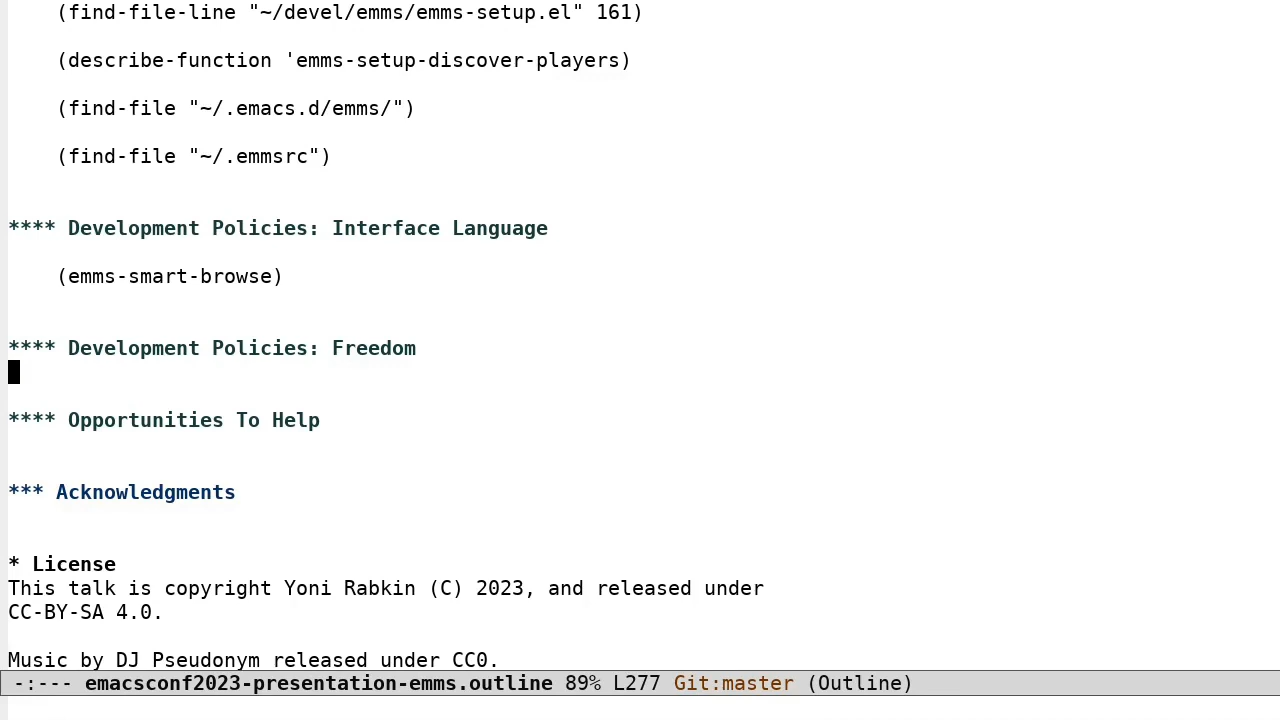 (find-file-line "~/devel/emms/emms-setup.el" 161)
(describe-function 'emms-setup-discover-players)
(find-file "~/.emacs.d/emms/")
(find-file "~/.emmsrc")
**** Development Policies: Interface Language
(emms-smart-browse)
**** Development Policies: Freedom
**** Opportunities To Help
*** Acknowledgments
* License
This talk is copyright Yoni Rabkin (C) 2023, and released under
CC-BY-SA 4.0.
Music by DJ Pseudonym released under CC0.
-:--- emacsconf2023-presentation-emms.outline 89% L277 Git:master (Outline)